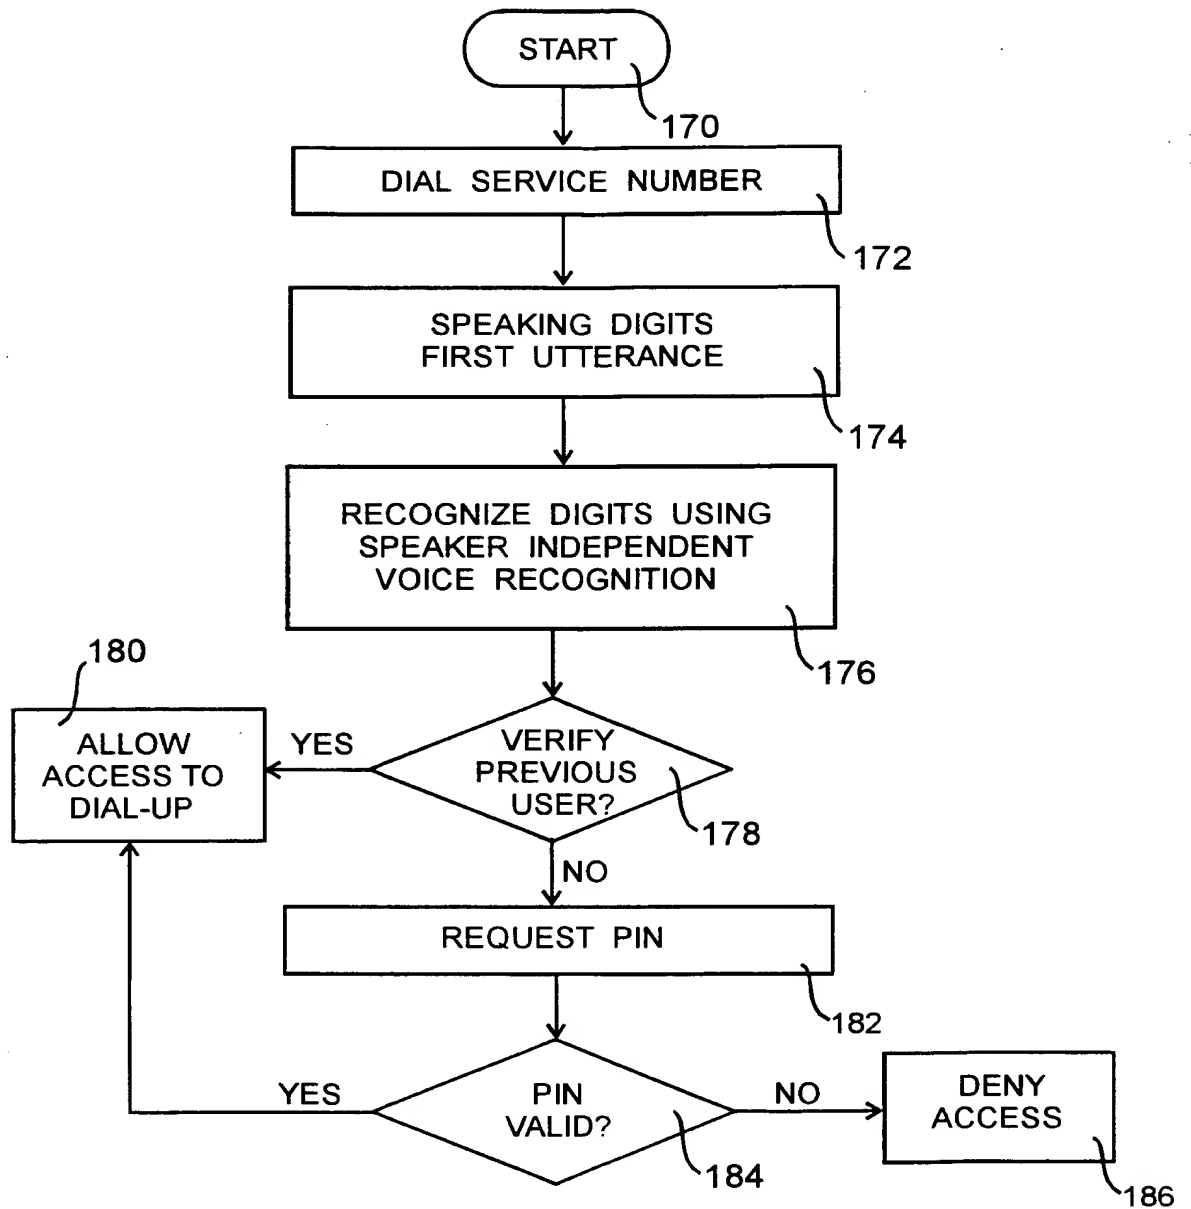 START
170
DIAL SERVICE NUMBER
172
SPEAKING DIGITS
FIRST UTTERANCE
174
RECOGNIZE DIGITS USING
SPEAKER INDEPENDENT
VOICE RECOGNITION
176
180
ALLOW
ACCESS TO
DIAL-UP
YES
VERIFY
PREVIOUS
USER?
178
NO
REQUEST PIN
182
YES
PIN
VALID?
184
NO
DENY
ACCESS
186